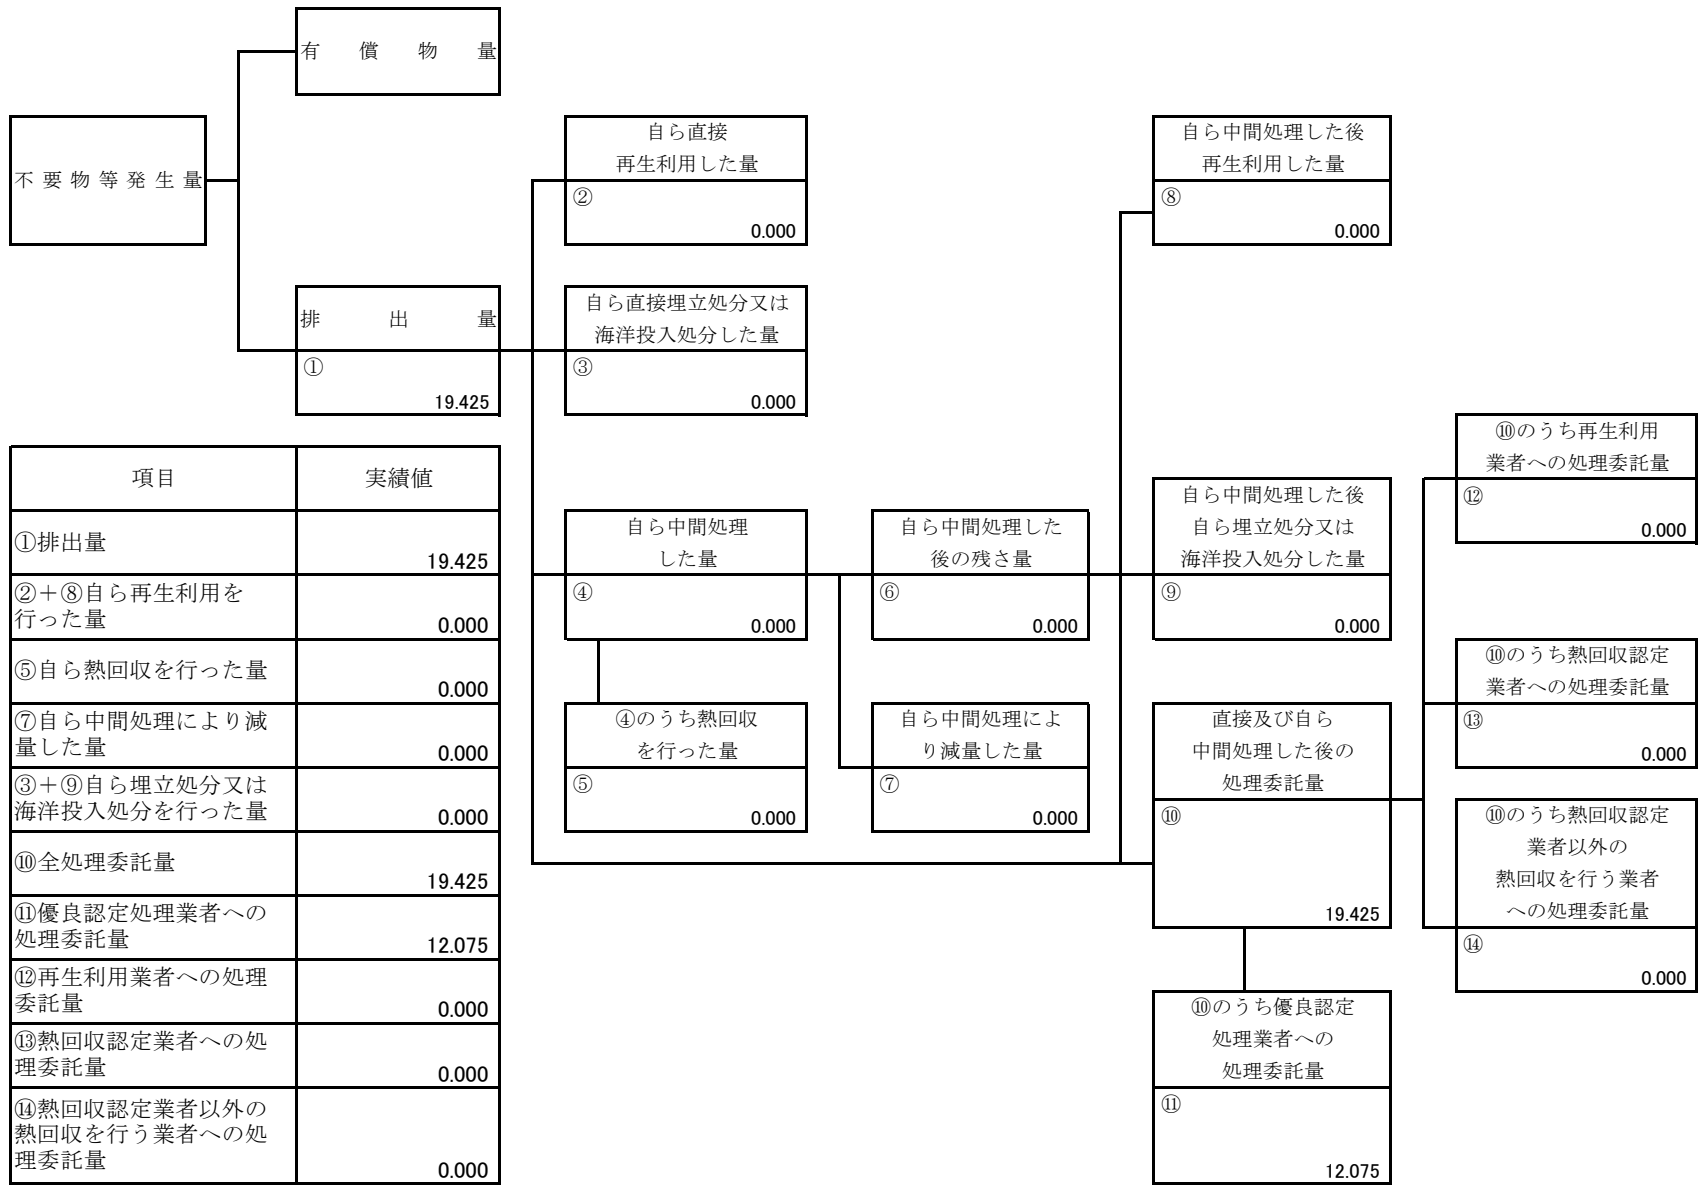 有償物量
不要物等発生量
排出量
①
19.425
自ら直接
再生利用した量
②
0.000
自ら直接埋立処分又は
海洋投入処分した量
③
0.000
自ら中間処理
した量
④
0.000
④のうち熱回収
を行った量
⑤
0.000
自ら中間処理した
後の残さ量
⑥
0.000
自ら中間処理によ
り減量した量
⑦
0.000
自ら中間処理した後
再生利用した量
⑧
0.000
自ら中間処理した後
自ら埋立処分又は
海洋投入処分した量
⑨
0.000
直接及び自ら
中間処理した後の
処理委託量
⑩
19.425
⑩のうち優良認定
処理業者への
処理委託量
⑪
12.075
⑩のうち再生利用
業者への処理委託量
⑫
0.000
⑩のうち熱回収認定
業者への処理委託量
⑬
0.000
⑩のうち熱回収認定
業者以外の
熱回収を行う業者
への処理委託量
⑭
0.000
項目 実績値
①排出量
19.425
②＋⑧自ら再生利用を
行った量
0.000
⑤自ら熱回収を行った量
0.000
⑦自ら中間処理により減
量した量
0.000
③＋⑨自ら埋立処分又は
海洋投入処分を行った量
0.000
⑩全処理委託量
19.425
⑪優良認定処理業者への
処理委託量
12.075
⑫再生利用業者への処理
委託量
0.000
⑬熱回収認定業者への処
理委託量
0.000
⑭熱回収認定業者以外の
熱回収を行う業者への処
理委託量
0.000